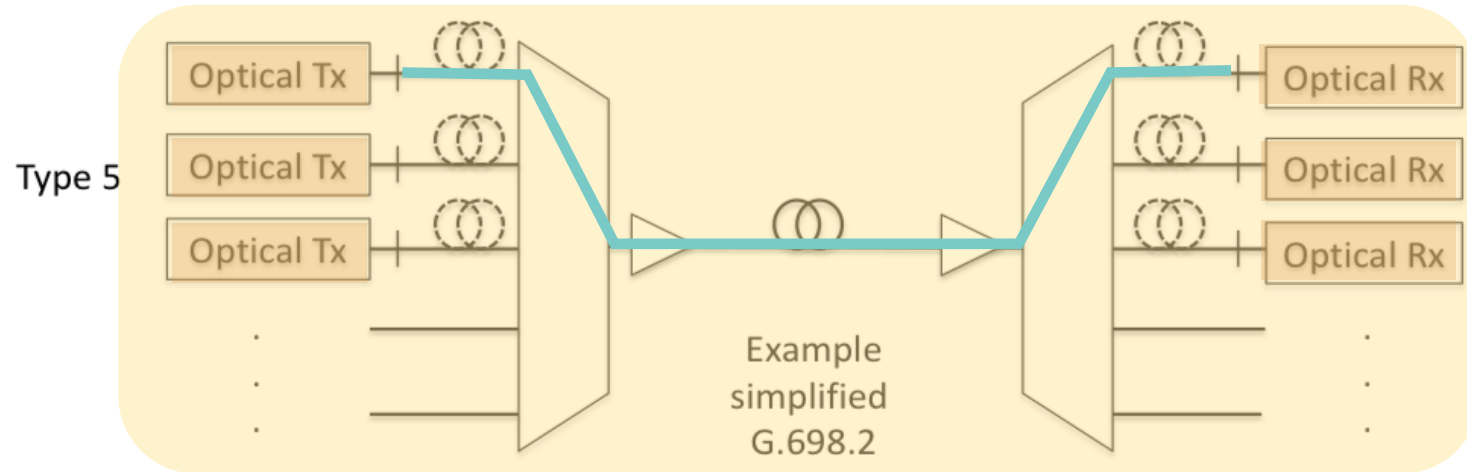 Optical Tx
Optical Rx
Type 5
Optical Tx
Optical Rx
Optical Tx
Optical Rx
Example
simplified
G.698.2